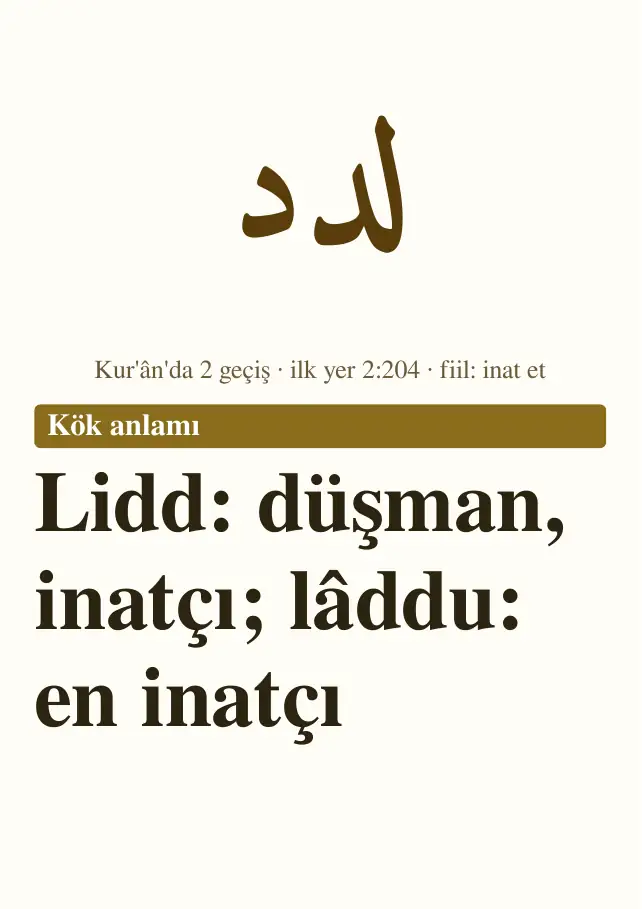 لدد
Kur'ân'da 2 geçiş · ilk yer 2:204 · fiil: inat et
Kök anlamı
Lidd: düşman,
inatçı; lâddu:
en inatçı